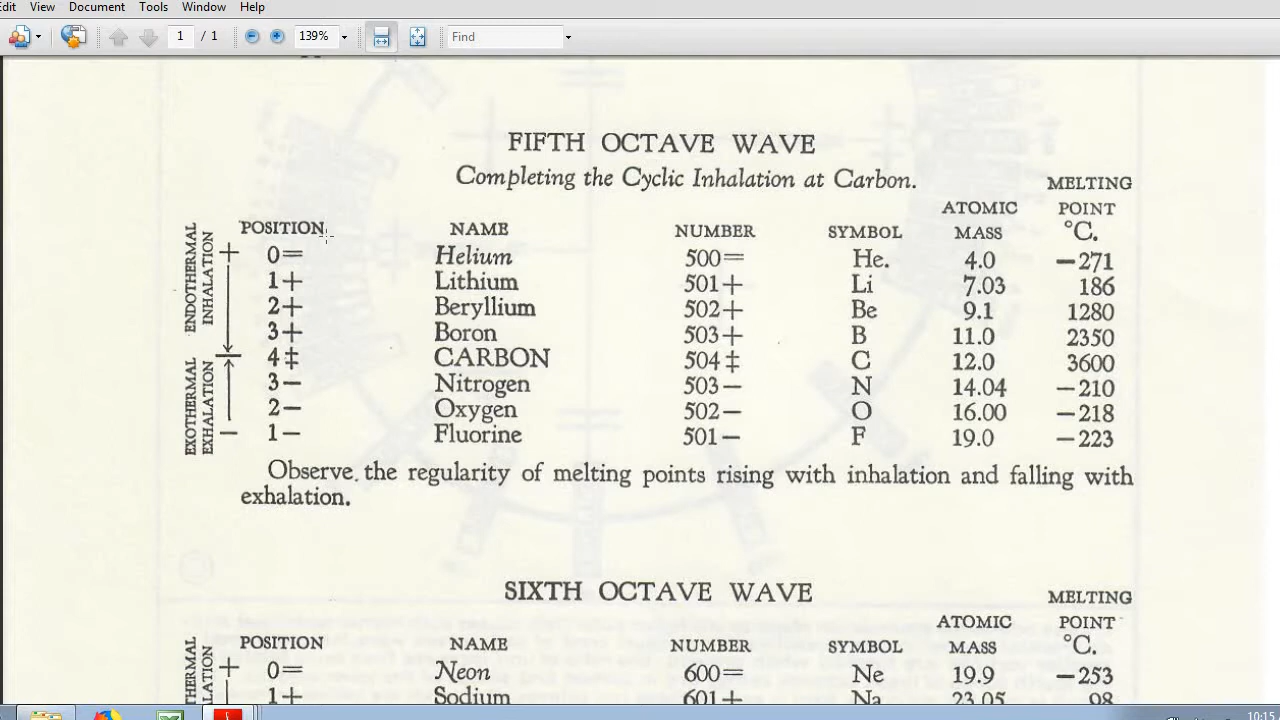 Edit View Document Tools Window Help
1 / 1 139% Find
FIFTH OCTAVE WAVE
Completing the Cyclic Inhalation at Carbon.
POSITION NAME NUMBER SYMBOL ATOMIC MASS MELTING POINT °C.
ENDOTHERMAL INHALATION
+ 0= Helium 500= He. 4.0 −271
1+ Lithium 501+ Li 7.03 186
2+ Beryllium 502+ Be 9.1 1280
3+ Boron 503+ B 11.0 2350
4‡ CARBON 504‡ C 12.0 3600
EXOTHERMAL EXHALATION
3− Nitrogen 503− N 14.04 −210
2− Oxygen 502− O 16.00 −218
− 1− Fluorine 501− F 19.0 −223
Observe the regularity of melting points rising with inhalation and falling with
exhalation.
SIXTH OCTAVE WAVE
POSITION NAME NUMBER SYMBOL ATOMIC MASS MELTING POINT °C.
+ 0= Neon 600= Ne 19.9 −253
1+ Sodium 601+ Na 23.05 98
10:15